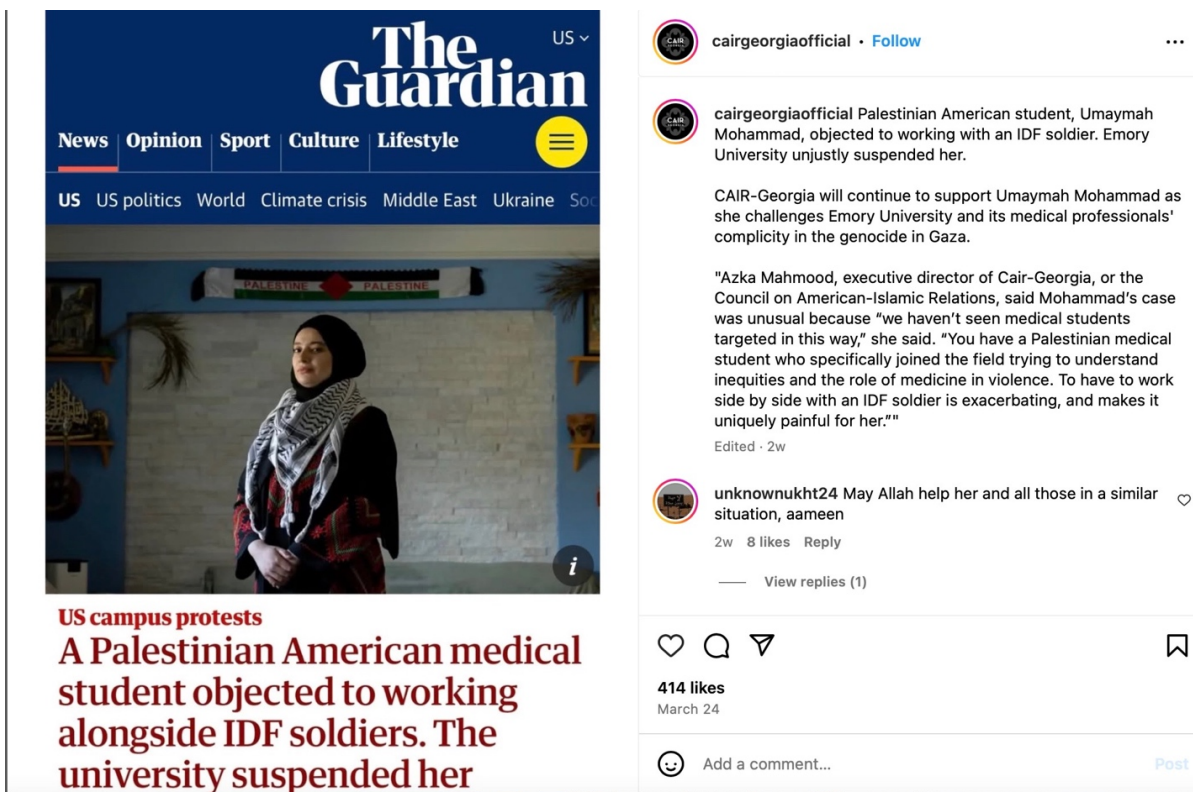 The
Guardian
US
News
Opinion
Sport
Culture
Lifestyle
US
US politics
World
Climate crisis
Middle East
Ukraine
Soc
PALESTINE
PALESTINE
i
US campus protests
A Palestinian American medical
student objected to working
alongside IDF soldiers. The
university suspended her
CAIR
cairgeorgiaofficial • Follow
CAIR
cairgeorgiaofficial Palestinian American student, Umaymah
Mohammad, objected to working with an IDF soldier. Emory
University unjustly suspended her.
CAIR-Georgia will continue to support Umaymah Mohammad as
she challenges Emory University and its medical professionals'
complicity in the genocide in Gaza.
"Azka Mahmood, executive director of Cair-Georgia, or the
Council on American-Islamic Relations, said Mohammad’s case
was unusual because “we haven’t seen medical students
targeted in this way,” she said. “You have a Palestinian medical
student who specifically joined the field trying to understand
inequities and the role of medicine in violence. To have to work
side by side with an IDF soldier is exacerbating, and makes it
uniquely painful for her.”"
Edited · 2w
unknownukht24 May Allah help her and all those in a similar
situation, aameen
2w 8 likes Reply
View replies (1)
414 likes
March 24
Add a comment...
Post